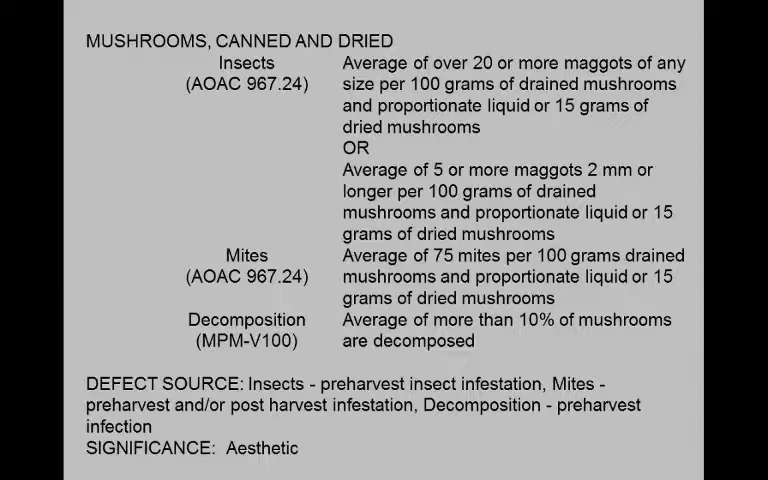 MUSHROOMS, CANNED AND DRIED
Insects Average of over 20 or more maggots of any
(AOAC 967.24) size per 100 grams of drained mushrooms
and proportionate liquid or 15 grams of
dried mushrooms
OR
Average of 5 or more maggots 2 mm or
longer per 100 grams of drained
mushrooms and proportionate liquid or 15
grams of dried mushrooms
Mites Average of 75 mites per 100 grams drained
(AOAC 967.24) mushrooms and proportionate liquid or 15
grams of dried mushrooms
Decomposition Average of more than 10% of mushrooms
(MPM-V100) are decomposed
DEFECT SOURCE: Insects - preharvest insect infestation, Mites -
preharvest and/or post harvest infestation, Decomposition - preharvest
infection
SIGNIFICANCE: Aesthetic